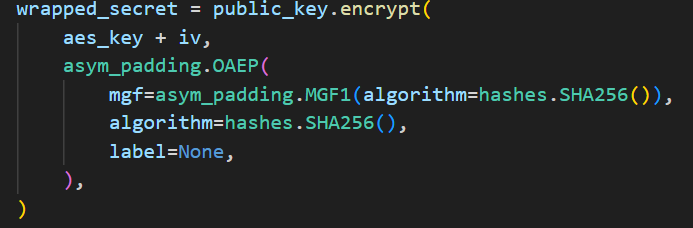 wrapped_secret = public_key.encrypt(
    aes_key + iv,
    asym_padding.OAEP(
        mgf=asym_padding.MGF1(algorithm=hashes.SHA256()),
        algorithm=hashes.SHA256(),
        label=None,
    ),
)